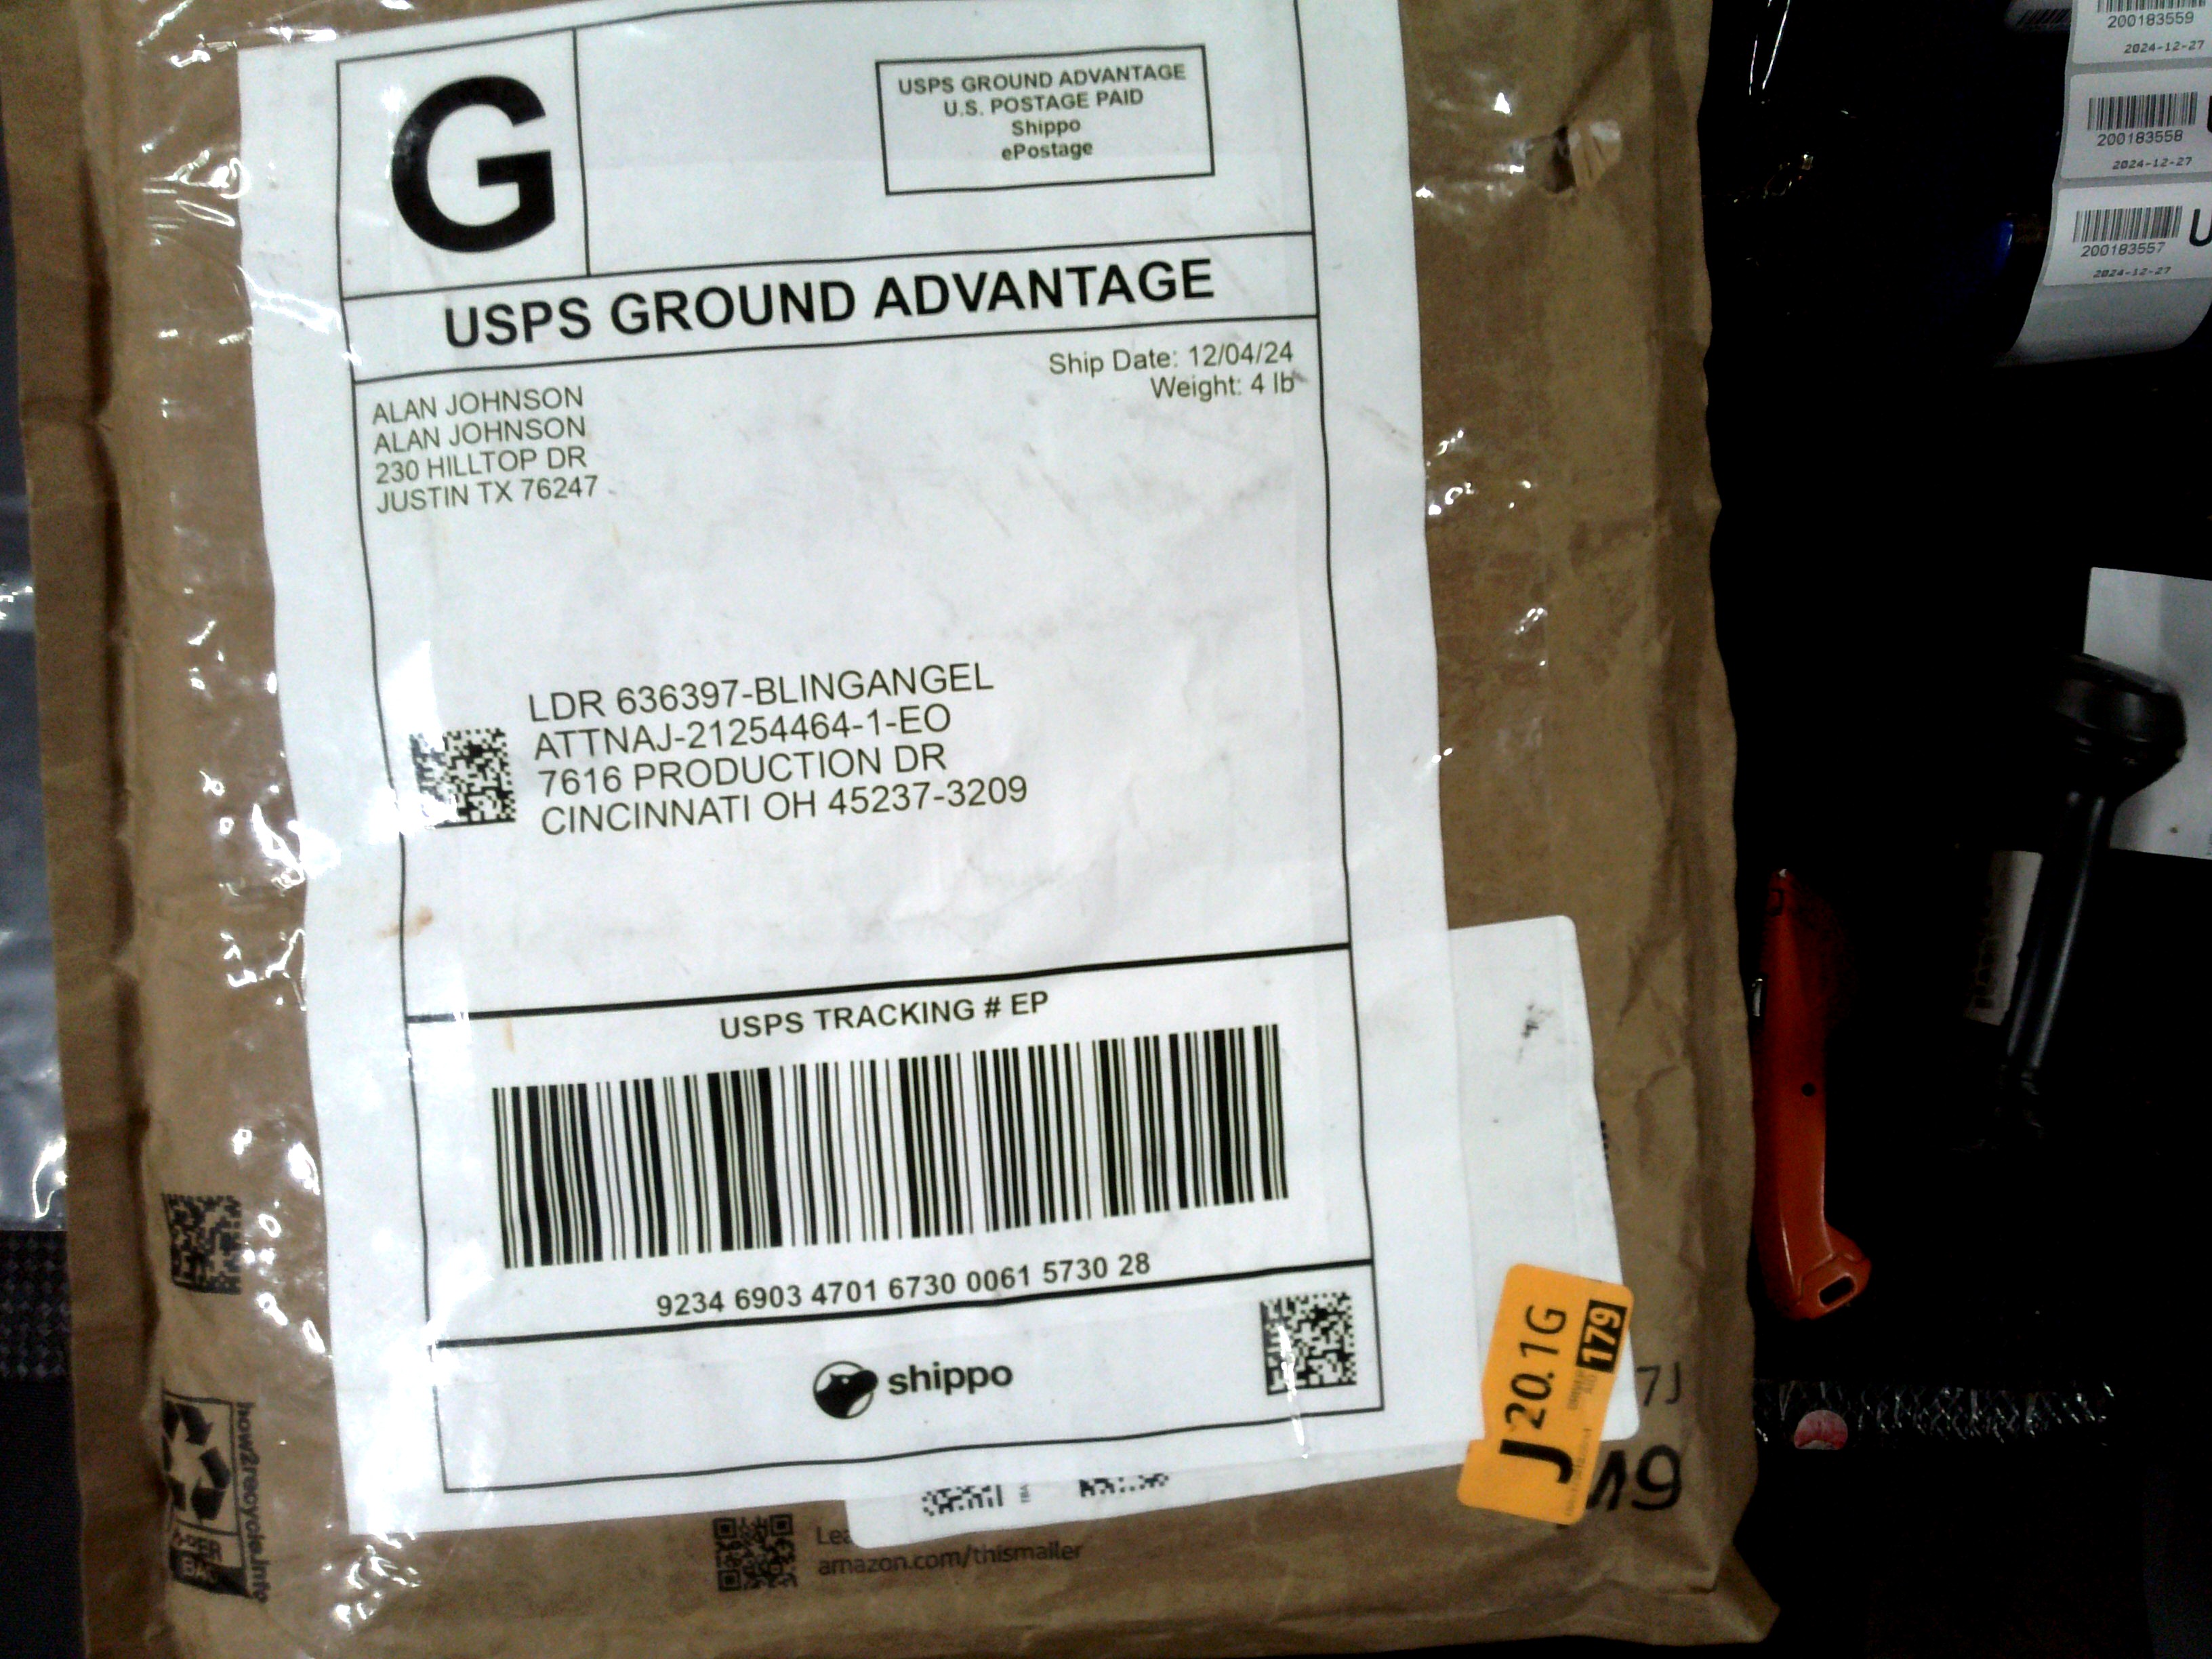 G
USPS GROUND ADVANTAGE
U.S. POSTAGE PAID
Shippo
ePostage
USPS GROUND ADVANTAGE
Ship Date: 12/04/24
Weight: 4 lb
ALAN JOHNSON
ALAN JOHNSON
230 HILLTOP DR
JUSTIN TX 76247
LDR 636397-BLINGANGEL
ATTNAJ-21254464-1-EO
7616 PRODUCTION DR
CINCINNATI OH 45237-3209
USPS TRACKING # EP
9234 6903 4701 6730 0061 5730 28
shippo
J 20.1G
179
7J
how2recycle.info
amazon.com/thismailer
200183559
2024-12-27
200183558
2024-12-27
200183557
2024-12-27
U